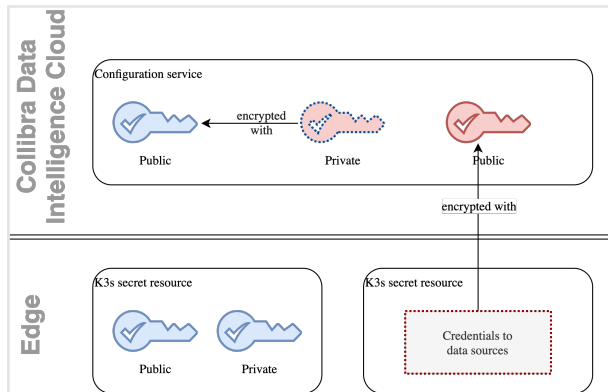 Collibra Data
Intelligence Cloud
Configuration service
encrypted
with
Public
Private
Public
encrypted with
Edge
K3s secret resource
Public
Private
K3s secret resource
Credentials to
data sources